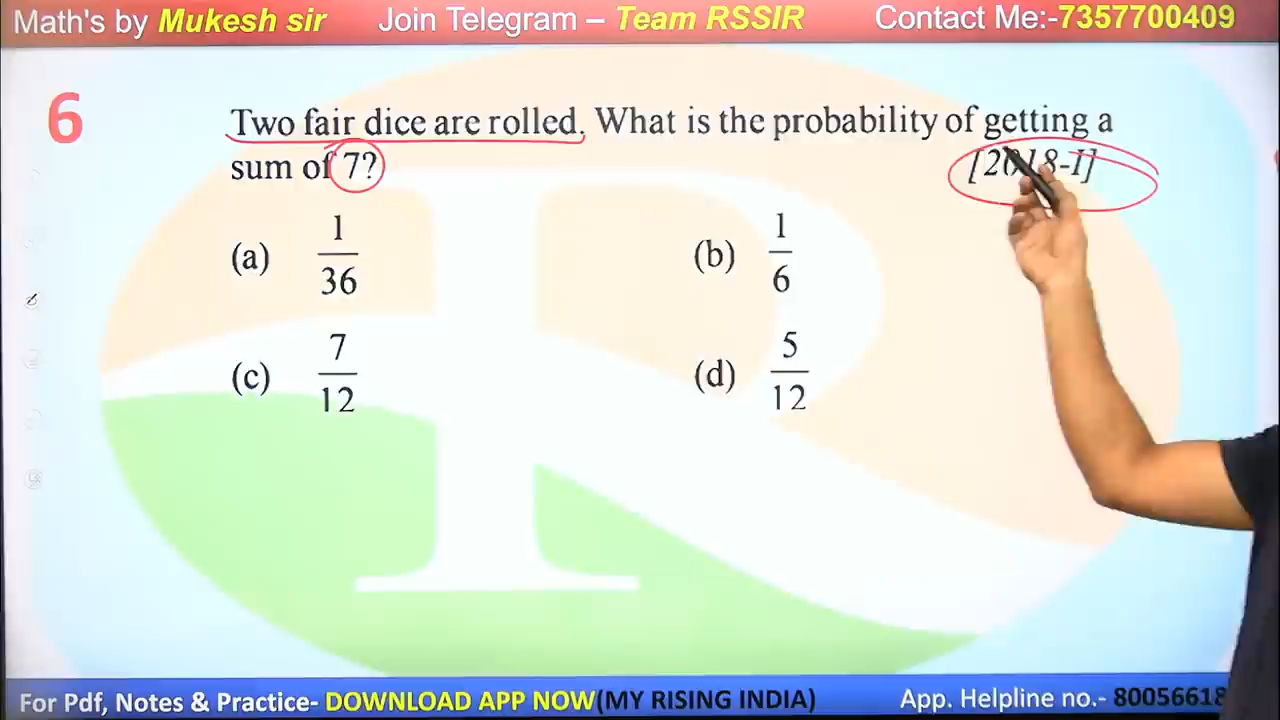 Math's by Mukesh sir Join Telegram – Team RSSIR Contact Me:-7357700409
6
Two fair dice are rolled. What is the probability of getting a
sum of 7? [2018-I]
(a) 1/36 (b) 1/6
(c) 7/12 (d) 5/12
For Pdf, Notes & Practice- DOWNLOAD APP NOW(MY RISING INDIA) App. Helpline no.- 80056618